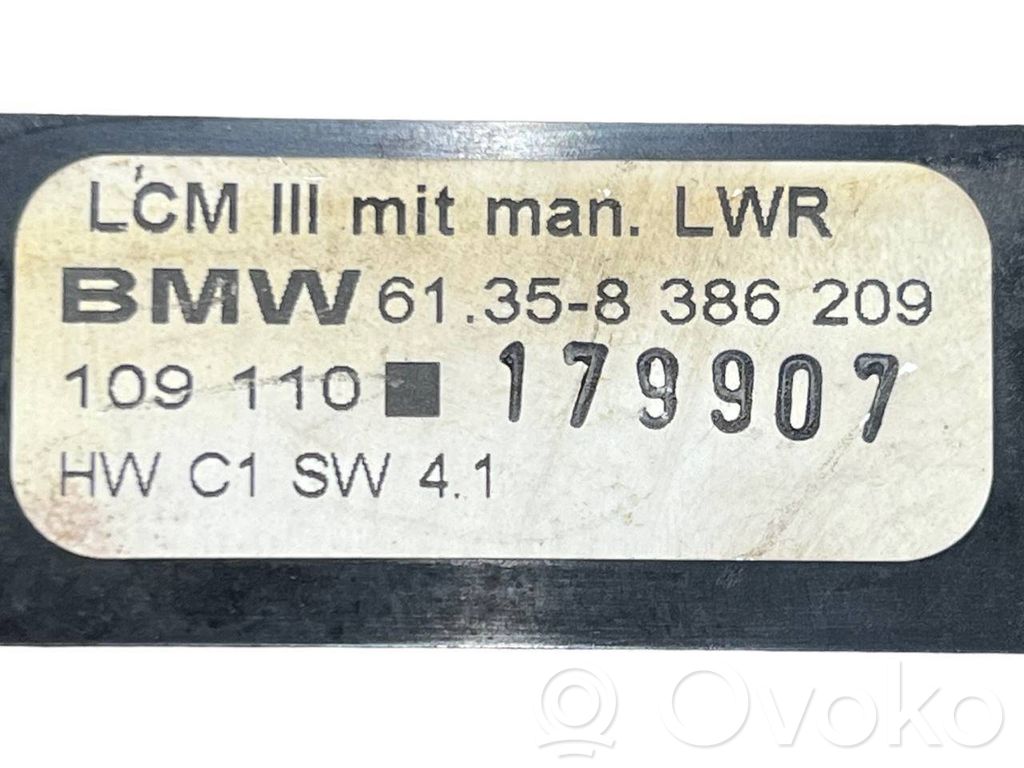 LCM III mit man. LWR
BMW 61.35-8 386 209
109 110 ■ 179907
HW C1 SW 4.1
Ovoko